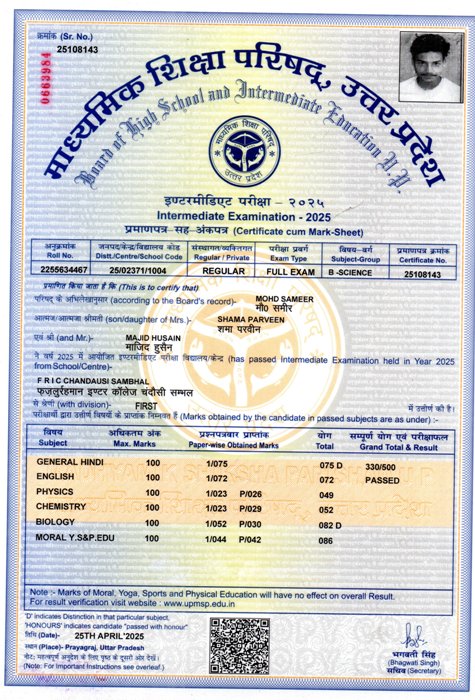 क्रमांक (Sr. No.)
25108143
0663984
माध्यमिक शिक्षा परिषद्, उत्तर प्रदेश
Board of High School and Intermediate Education U.P.
माध्यमिक शिक्षा परिषद्
उत्तर प्रदेश
इण्टरमीडिएट परीक्षा - २०२५
Intermediate Examination - 2025
प्रमाणपत्र-सह-अंकपत्र (Certificate cum Mark-Sheet)
अनुक्रमांक जनपद/केन्द्र/विद्यालय कोड संस्थागत/व्यक्तिगत परीक्षा प्रवर्ग विषय-वर्ग प्रमाणपत्र क्रमांक
Roll No. Distt./Centre/School Code Regular / Private Exam Type Subject-Group Certificate No.
2255634467 25/02371/1004 REGULAR FULL EXAM B -SCIENCE 25108143
प्रमाणित किया जाता है कि (This is to certify that)
परिषद् के अभिलेखानुसार (according to the Board's record)- MOHD SAMEER
मौ० समीर
आत्मज/आत्मजा श्रीमती (son/daughter of Mrs.)- SHAMA PARVEEN
शमा परवीन
एवं श्री (and Mr.)- MAJID HUSAIN
माजिद हुसैन
ने वर्ष 2025 में आयोजित इण्टरमीडिएट परीक्षा विद्यालय/केन्द्र (has passed Intermediate Examination held in Year 2025
from School/Centre)-
F R I C CHANDAUSI SAMBHAL
फज़लुर्रहमान इण्टर कॉलेज चंदौसी सम्भल
से श्रेणी (with division)- FIRST में उत्तीर्ण की है।
परीक्षार्थी द्वारा उत्तीर्ण विषयों के प्राप्तांक निम्नवत हैं (Marks obtained by the candidate in passed subjects are as under) :-
विषय अधिकतम अंक प्रश्नपत्रवार प्राप्तांक योग सम्पूर्ण योग एवं परीक्षाफल
Subject Max. Marks Paper-wise Obtained Marks Total Grand Total & Result
GENERAL HINDI 100 1/075 075 D 330/500
ENGLISH 100 1/072 072 PASSED
PHYSICS 100 1/023 P/026 049
CHEMISTRY 100 1/023 P/029 052
BIOLOGY 100 1/052 P/030 082 D
MORAL Y.S&P.EDU 100 1/044 P/042 086
Note :- Marks of Moral, Yoga, Sports and Physical Education will have no effect on overall Result.
For result verification visit website : www.upmsp.edu.in
'D' indicates Distinction in that particular subject.
'HONOURS' indicates candidate "passed with honour"
तिथि (Date)- 25TH APRIL'2025
स्थान (Place)- Prayagraj, Uttar Pradesh
नोट: महत्वपूर्ण अनुदेश के लिए पृष्ठ के दूसरी ओर देखें।
(Note: For Important Instructions see overleaf.)
भगवती सिंह
(Bhagwati Singh)
सचिव (Secretary)